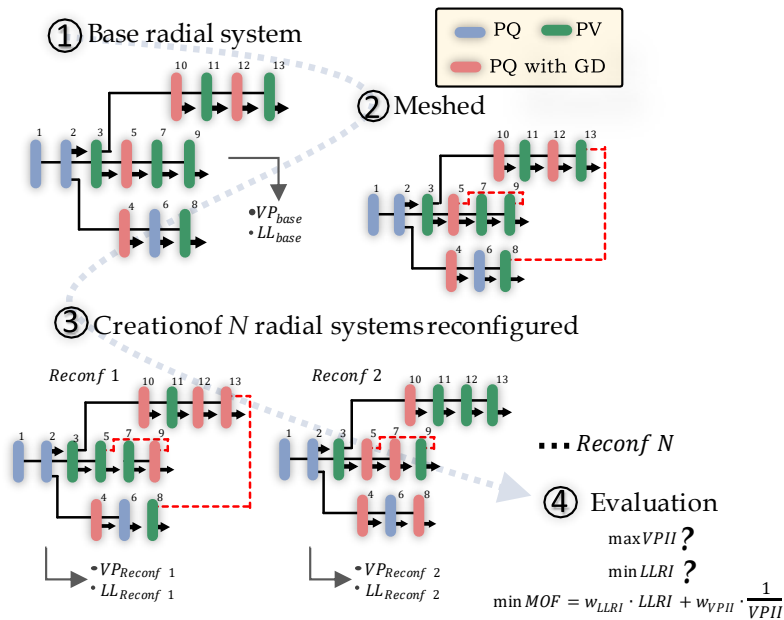 1 Base radial system
PQ PV
PQ with GD
10 11 12 13
1 2 3 5 7 9
4 6 8
•VP_base
•LL_base
2 Meshed
10 11 12 13
1 2 3 5 7 9
4 6 8
3 Creationof N radial systems reconfigured
Reconf 1
10 11 12 13
1 2 3 5 7 9
4 6 8
•VP_Reconf 1
•LL_Reconf 1
Reconf 2
10 11 12 13
1 2 3 5 7 9
4 6 8
•VP_Reconf 2
•LL_Reconf 2
... Reconf N
4 Evaluation
max VPII ?
min LLRI ?
min MOF = w_LLRI · LLRI + w_VPII · 1/VPII